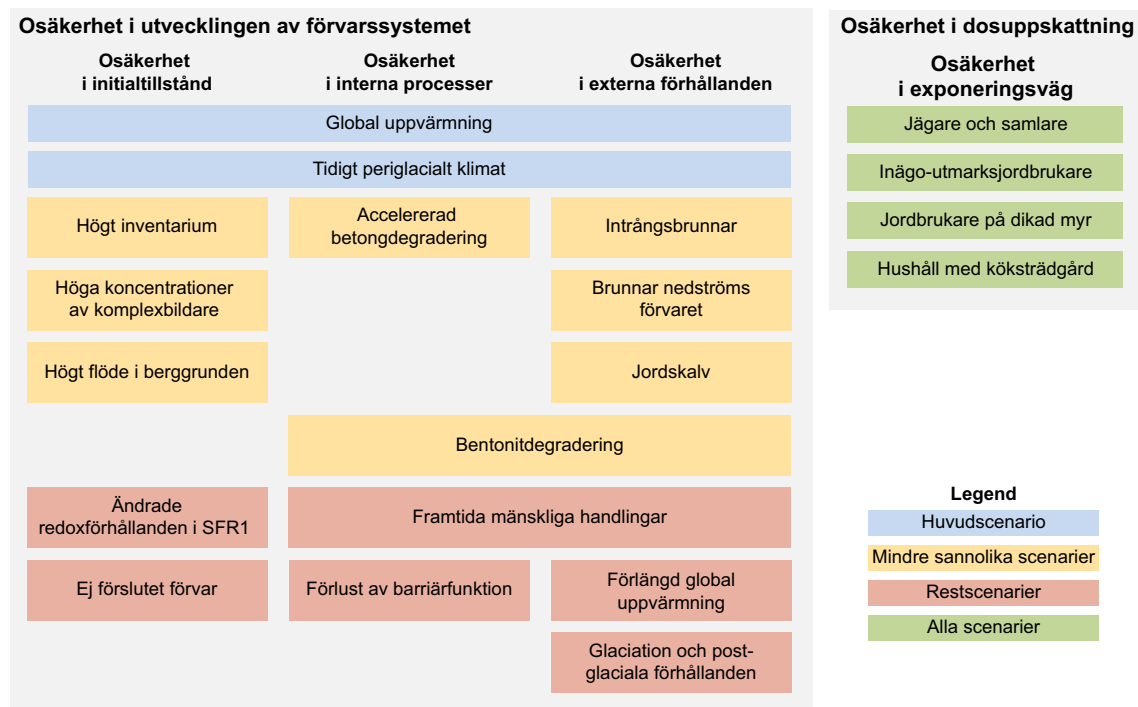 Osäkerhet i utvecklingen av förvarssystemet
Osäkerhet
i initialtillstånd
Osäkerhet
i interna processer
Osäkerhet
i externa förhållanden
Global uppvärmning
Tidigt periglacialt klimat
Högt inventarium
Accelererad
betongdegradering
Intrångsbrunnar
Höga koncentrationer
av komplexbildare
Brunnar nedströms
förvaret
Högt flöde i berggrunden
Jordskalv
Bentonitdegradering
Ändrade
redoxförhållanden i SFR1
Framtida mänskliga handlingar
Ej förslutet förvar
Förlust av barriärfunktion
Förlängd global
uppvärmning
Glaciation och post-
glaciala förhållanden
Osäkerhet i dosuppskattning
Osäkerhet
i exponeringsväg
Jägare och samlare
Inägo-utmarksjordbrukare
Jordbrukare på dikad myr
Hushåll med köksträdgård
Legend
Huvudscenario
Mindre sannolika scenarier
Restscenarier
Alla scenarier